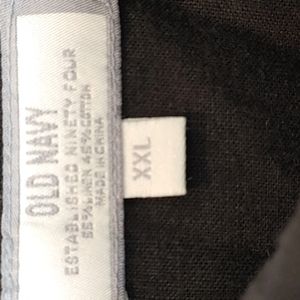 OLD NAVY
ESTABLISHED NINETY FOUR
55% LINEN 45% COTTON
MADE IN CHINA
XXL